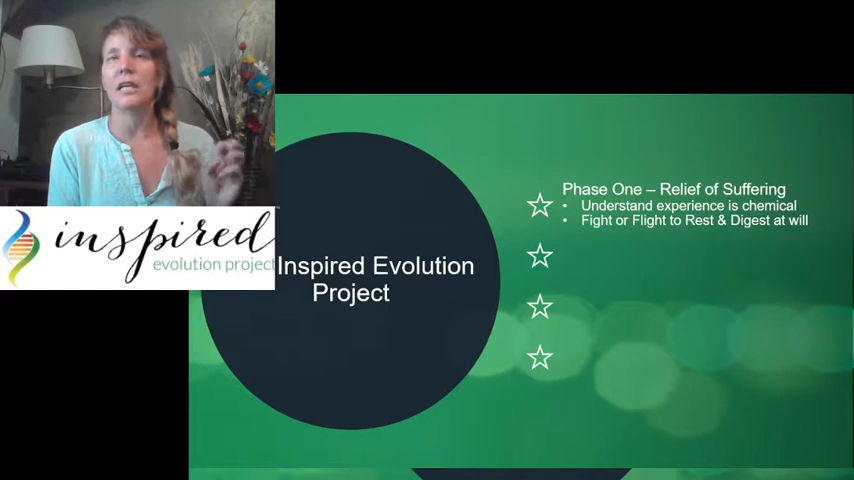 inspired
evolution project
Inspired Evolution
Project
Phase One – Relief of Suffering
• Understand experience is chemical
• Fight or Flight to Rest & Digest at will